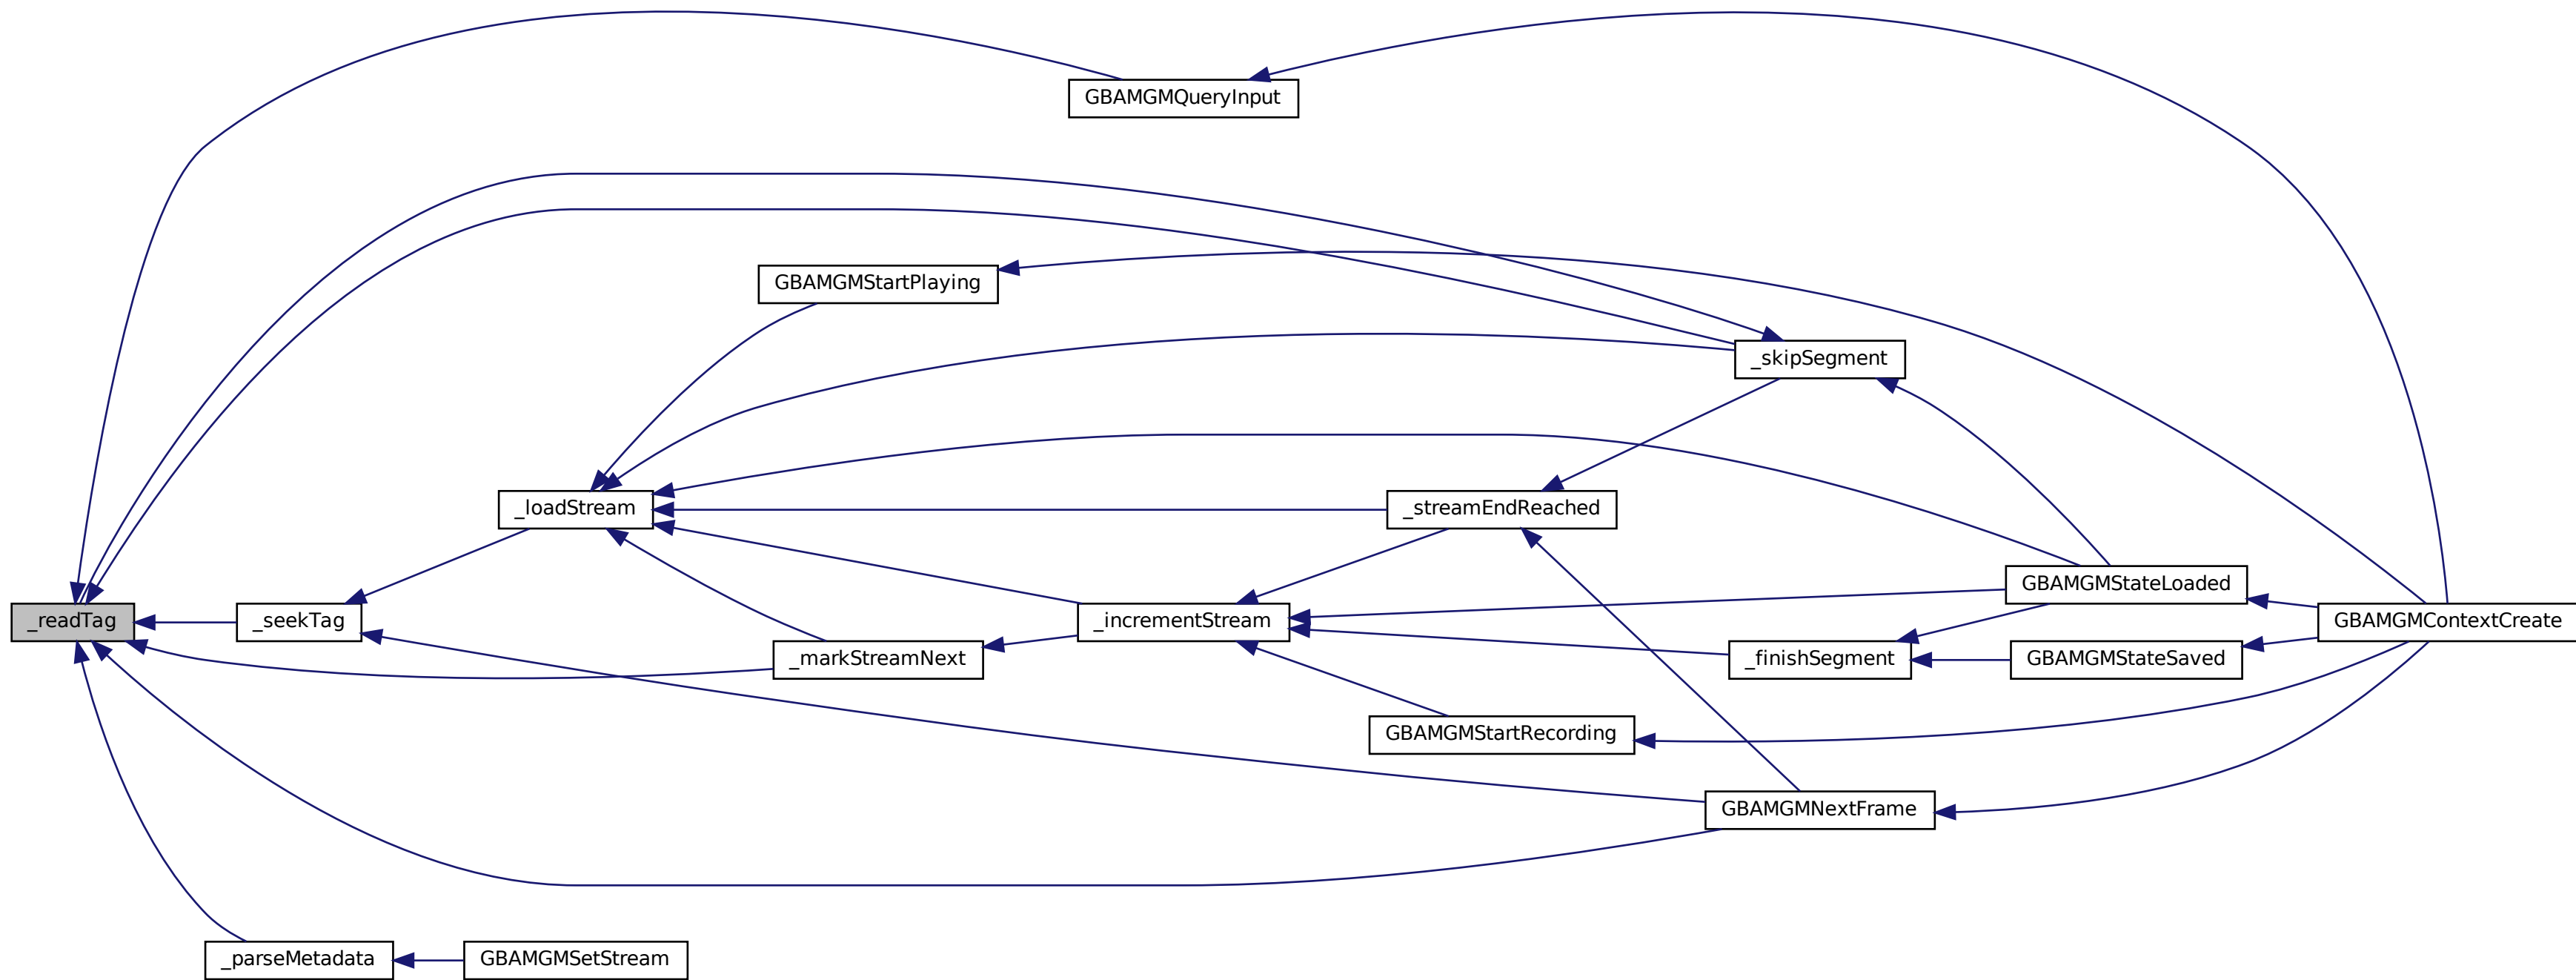 GBAMGMQueryInput
GBAMGMStartPlaying
_skipSegment
_loadStream
_streamEndReached
GBAMGMStateLoaded
_readTag
_seekTag
_incrementStream
GBAMGMContextCreate
_markStreamNext
_finishSegment
GBAMGMStateSaved
GBAMGMStartRecording
GBAMGMNextFrame
_parseMetadata
GBAMGMSetStream